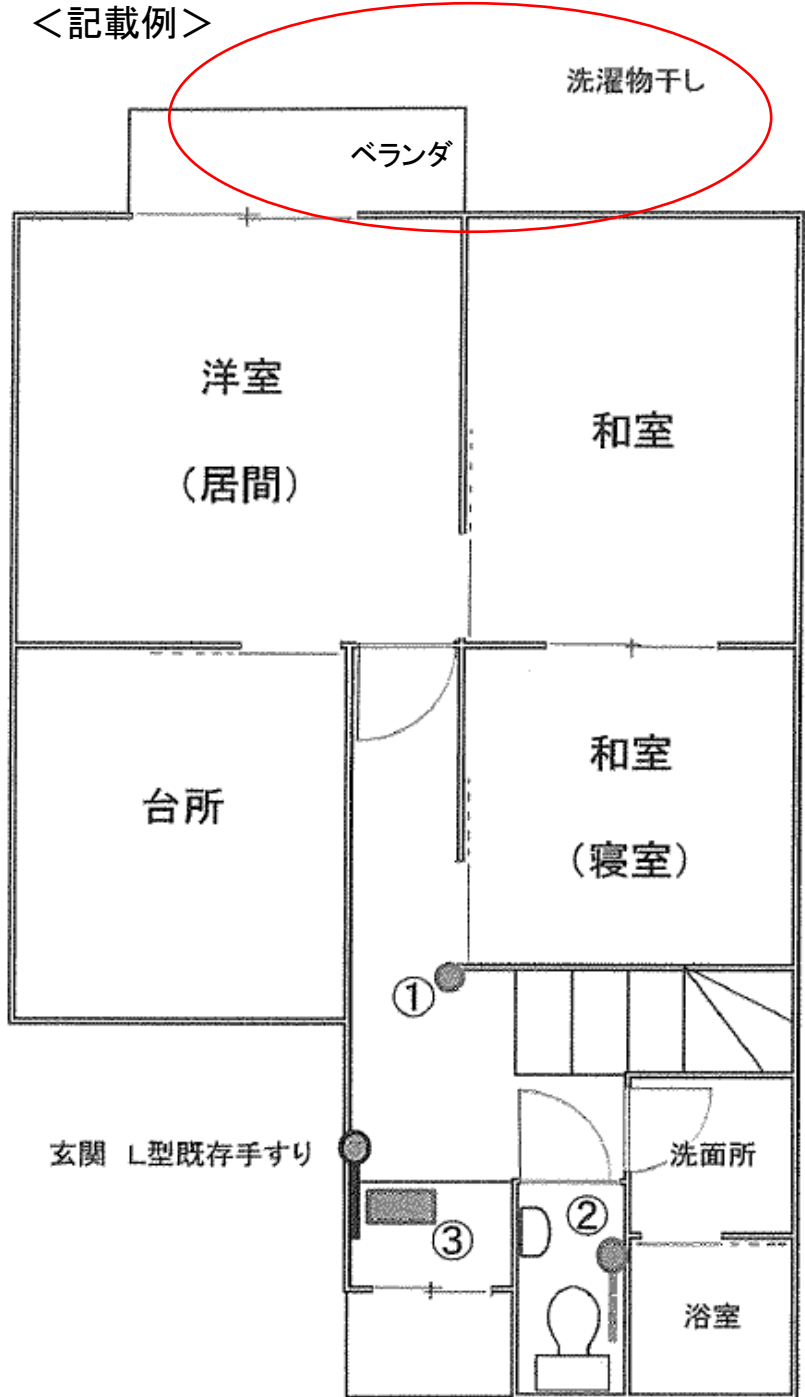 ＜記載例＞
洗濯物干し
ベランダ
洋室
（居間）
和室
台所
和室
（寝室）
①
玄関　L型既存手すり
洗面所
②
③
浴室